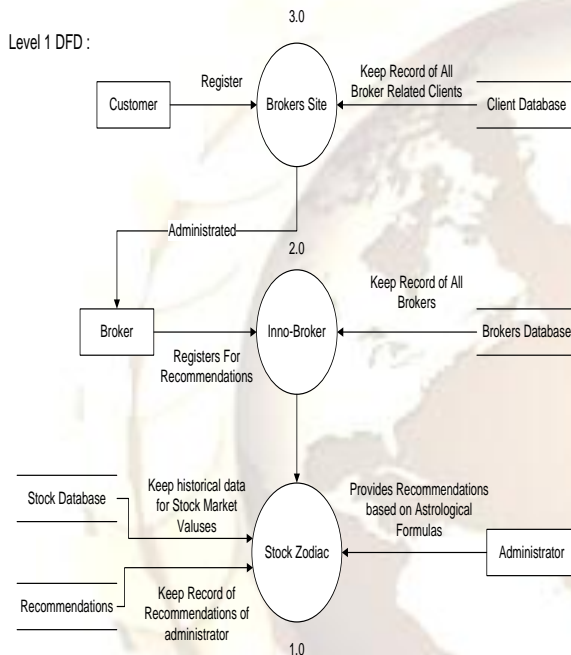 3.0
Level 1 DFD :
Register
Keep Record of All
Broker Related Clients
Customer
Brokers Site
Client Database
Administrated
2.0
Keep Record of All
Brokers
Broker
Inno-Broker
Brokers Database
Registers For
Recommendations
Stock Database
Keep historical data
for Stock Market
Valuses
Provides Recommendations
based on Astrological
Formulas
Stock Zodiac
Administrator
Recommendations
Keep Record of
Recommendations of
administrator
1.0